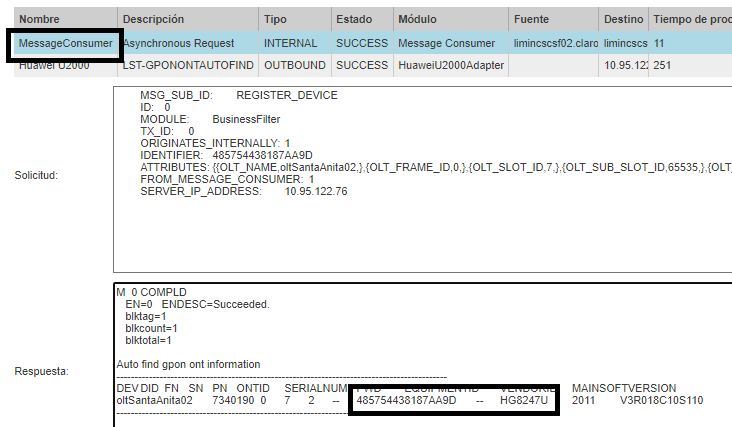 Nombre Descripción Tipo Estado Módulo Fuente Destino Tiempo de proc
MessageConsumer Asynchronous Request INTERNAL SUCCESS Message Consumer limincscsf02.claro limincscs 11
Huawei U2000 LST-GPONONTAUTOFIND OUTBOUND SUCCESS HuaweiU2000Adapter 10.95.122 251
Solicitud:
MSG_SUB_ID: REGISTER_DEVICE
ID: 0
MODULE: BusinessFilter
TX_ID: 0
ORIGINATES_INTERNALLY: 1
IDENTIFIER: 485754438187AA9D
ATTRIBUTES: {{OLT_NAME,oltSantaAnita02,},{OLT_FRAME_ID,0,},{OLT_SLOT_ID,7,},{OLT_SUB_SLOT_ID,65535,},{OLT_
FROM_MESSAGE_CONSUMER: 1
SERVER_IP_ADDRESS: 10.95.122.76
Respuesta:
M 0 COMPLD
EN=0 ENDESC=Succeeded.
blktag=1
blkcount=1
blktotal=1
Auto find gpon ont information
DEV DID FN SN PN ONTID SERIALNUM PWD EQUIPMENTID VENDORID MAINSOFTVERSION
oltSantaAnita02 7340190 0 7 2 -- 485754438187AA9D -- HG8247U 2011 V3R018C10S110